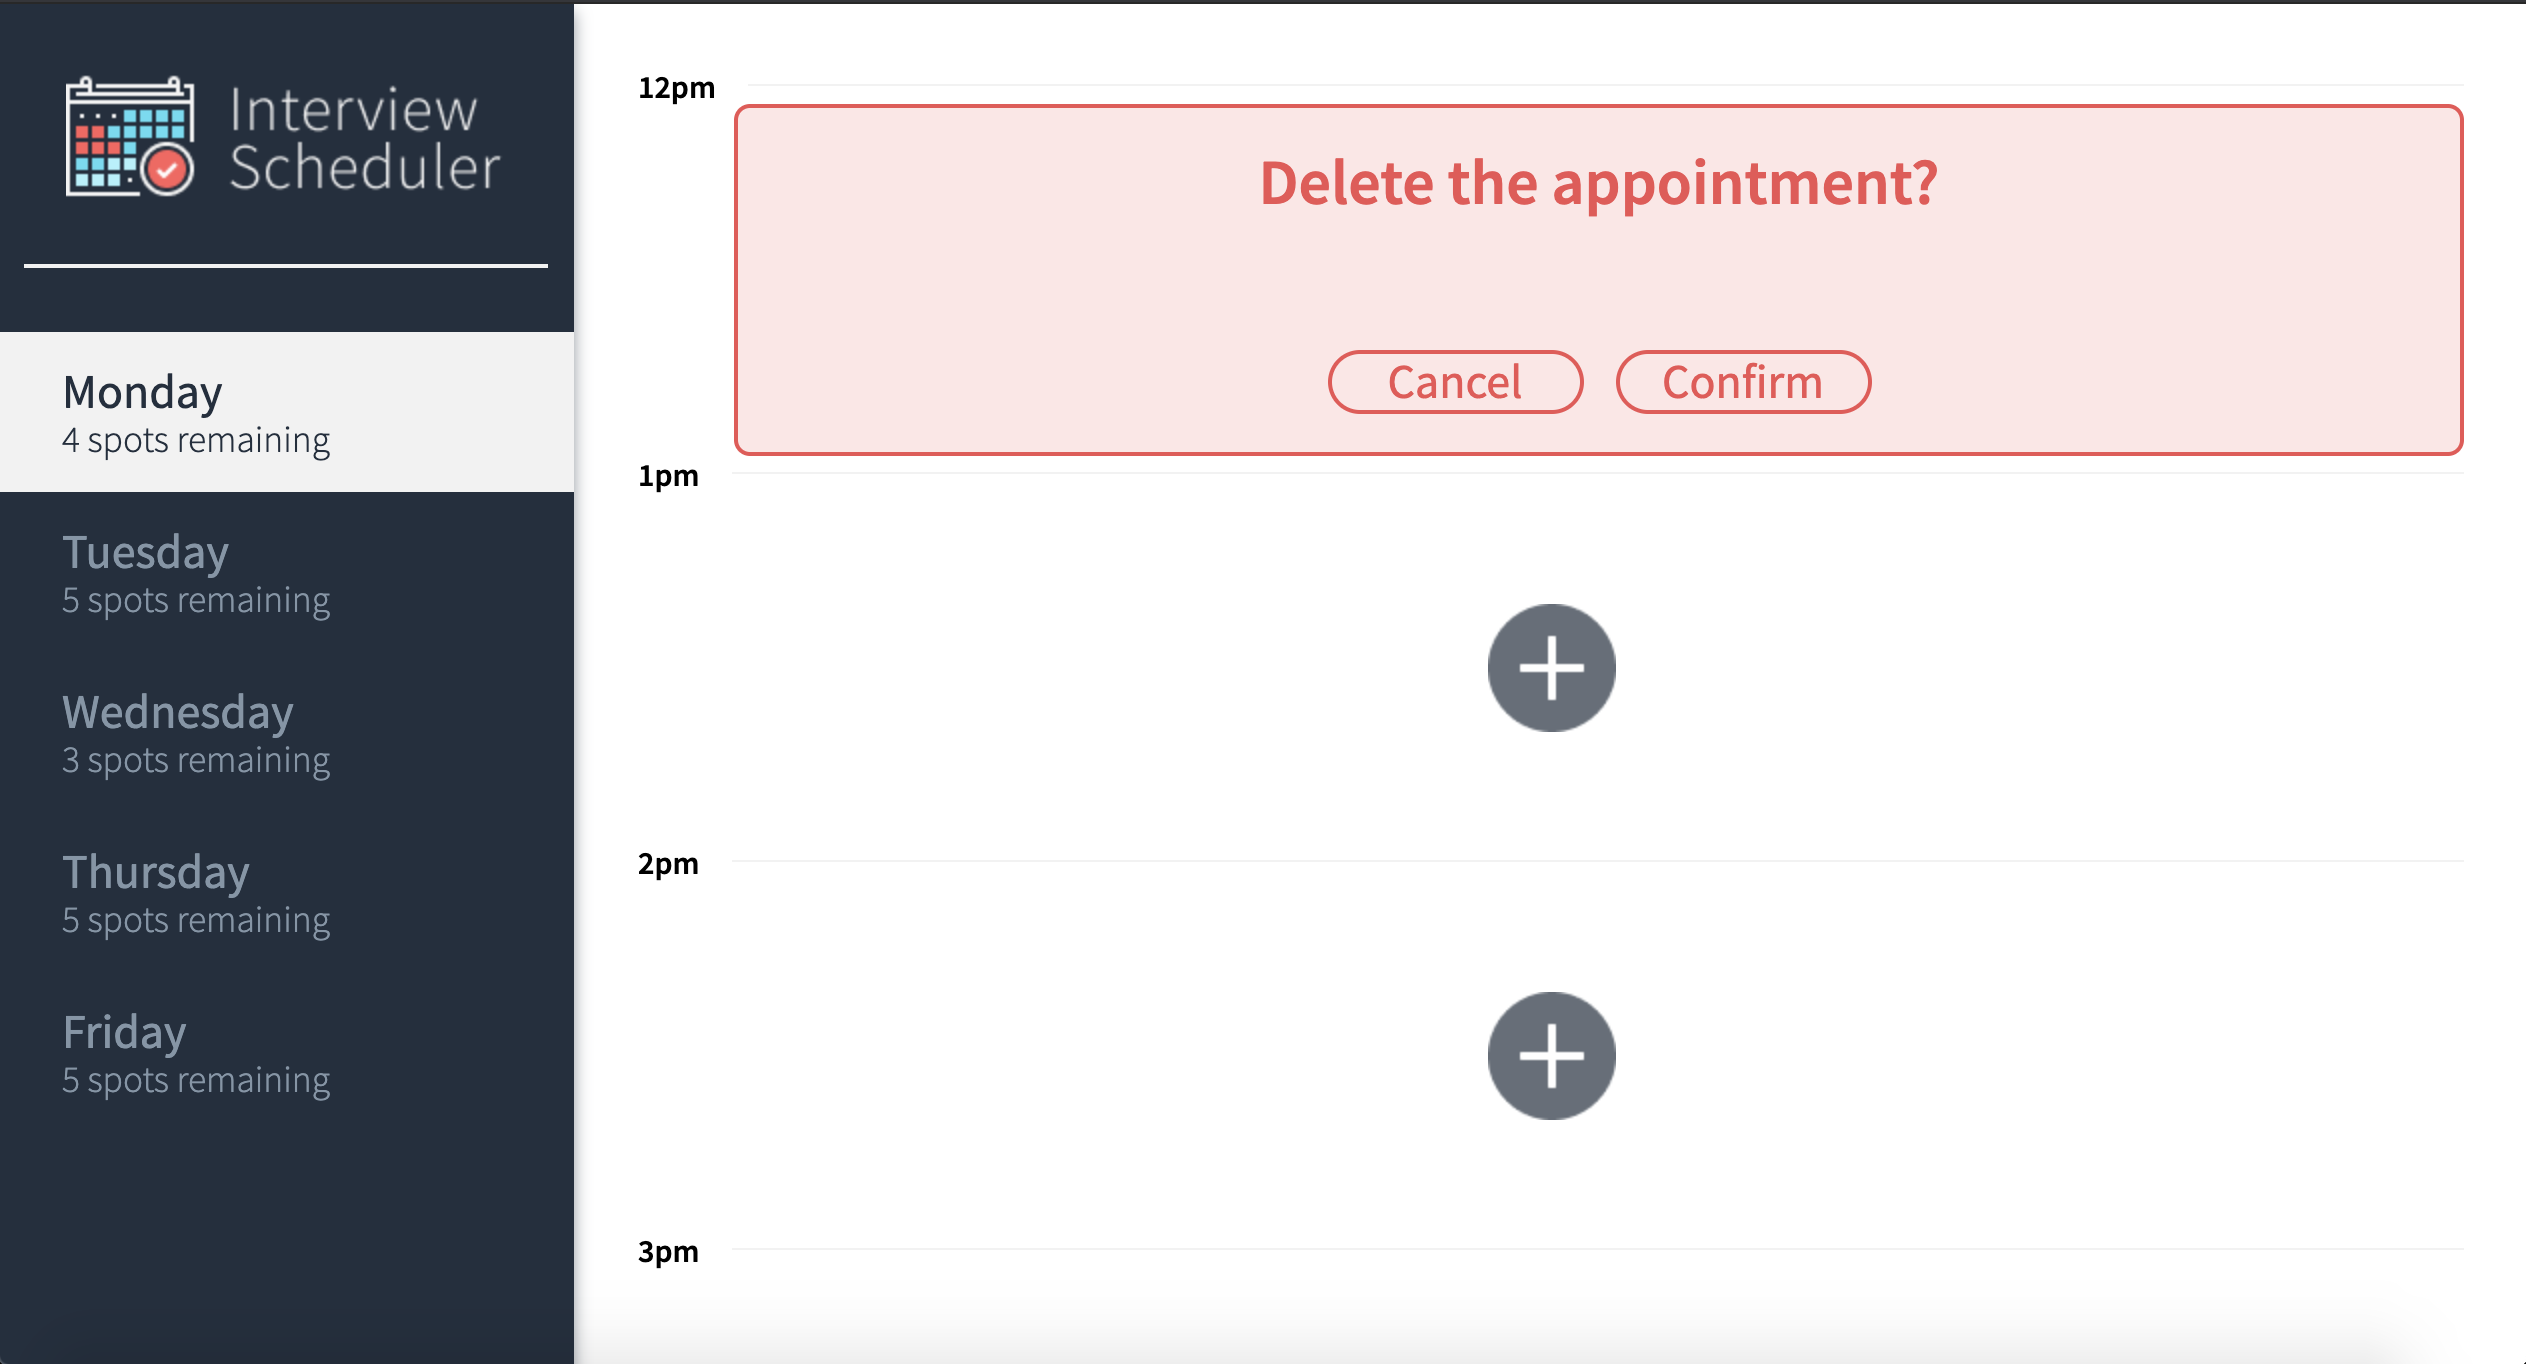 Interview
Scheduler
Monday
4 spots remaining
Tuesday
5 spots remaining
Wednesday
3 spots remaining
Thursday
5 spots remaining
Friday
5 spots remaining
12pm
Delete the appointment?
Cancel Confirm
1pm
2pm
3pm